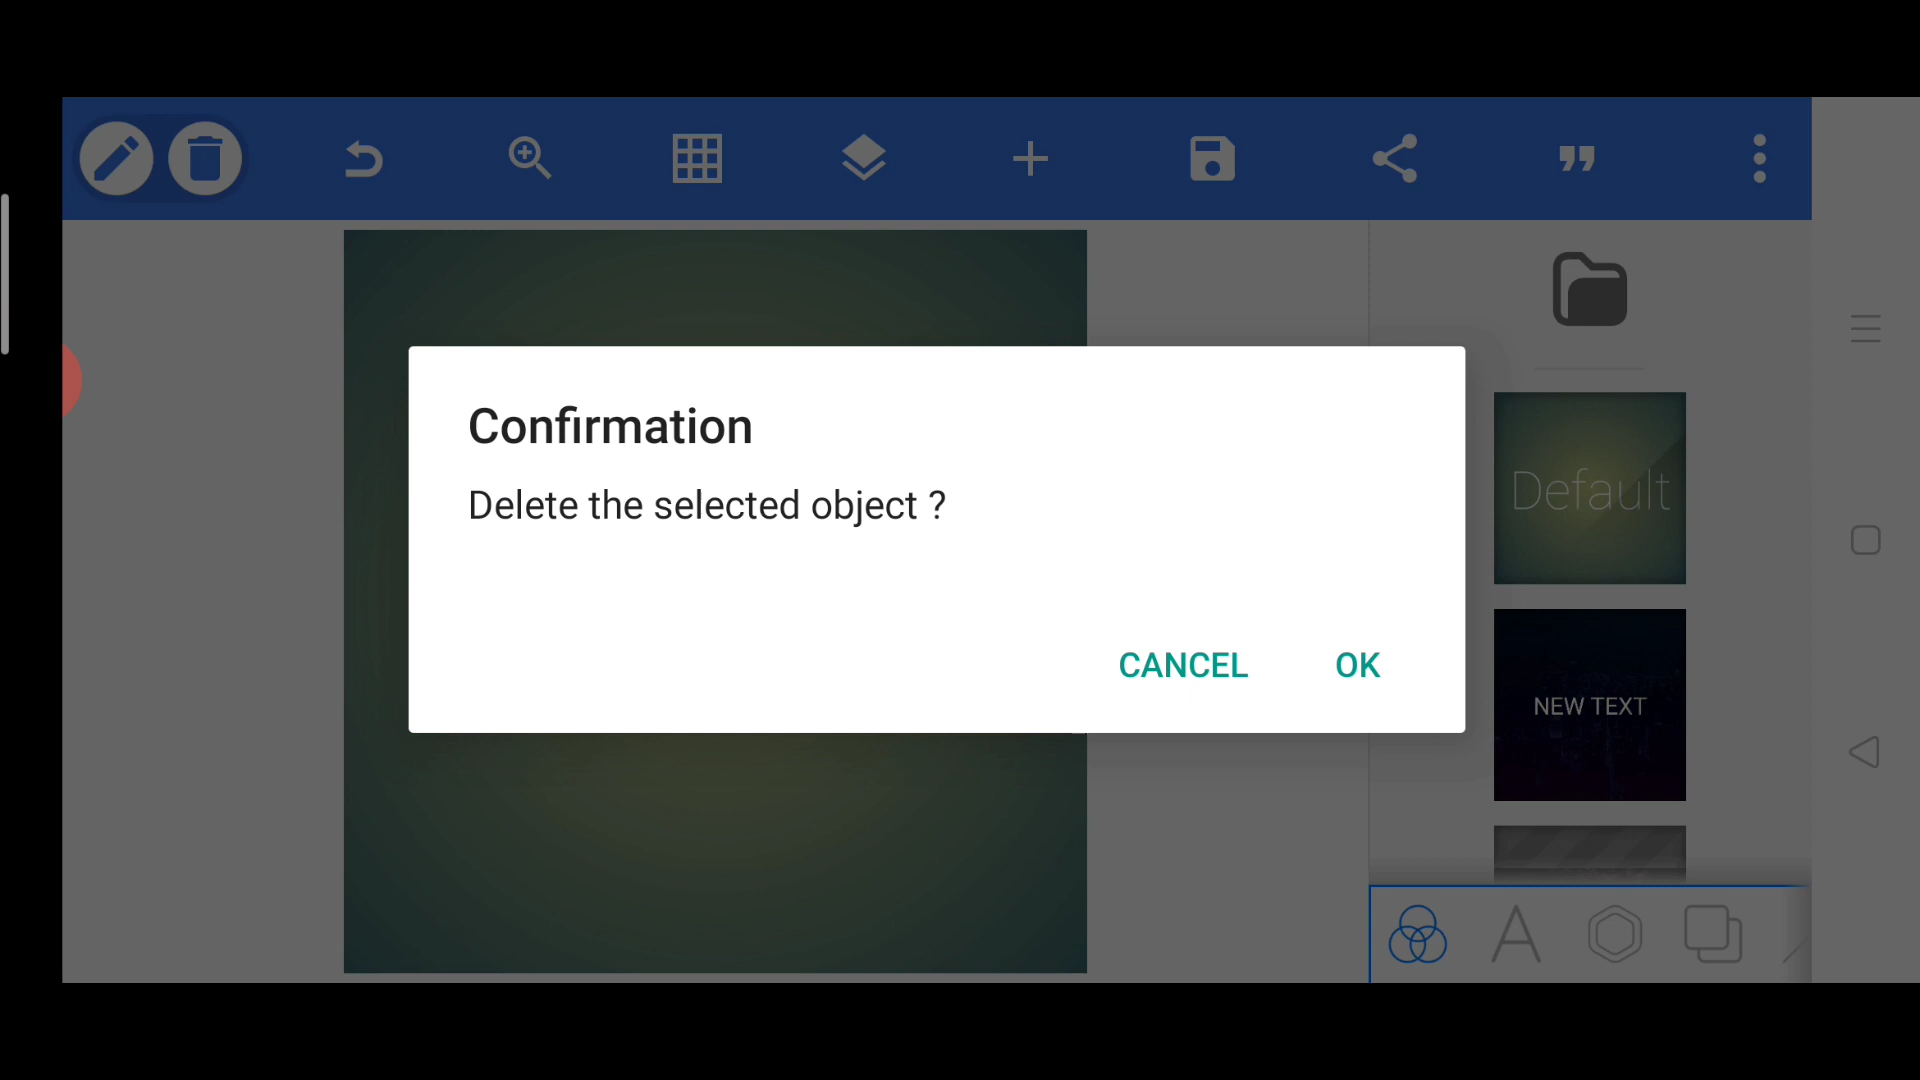 Confirmation
Delete the selected object ?
CANCEL
OK
Default
NEW TEXT